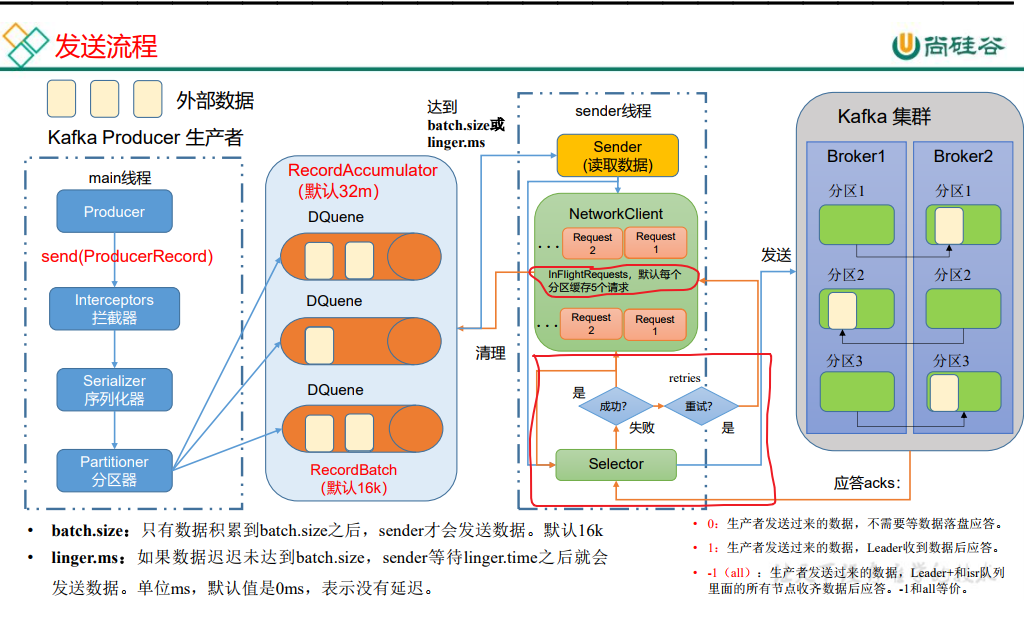 发送流程
尚硅谷
外部数据
Kafka Producer 生产者
main线程
Producer
send(ProducerRecord)
Interceptors
拦截器
Serializer
序列化器
Partitioner
分区器
RecordAccumulator
(默认32m)
DQuene
DQuene
DQuene
RecordBatch
(默认16k)
达到
batch.size或
linger.ms
清理
sender线程
Sender
(读取数据)
NetworkClient
...
Request
2
Request
1
InFlightRequests，默认每个
分区缓存5个请求
...
Request
2
Request
1
retries
是
成功?
重试?
失败
是
Selector
发送
Kafka 集群
Broker1
分区1
分区2
分区3
Broker2
分区1
分区2
分区3
应答acks:
• batch.size：只有数据积累到batch.size之后，sender才会发送数据。默认16k
• linger.ms：如果数据迟迟未达到batch.size，sender等待linger.time之后就会
发送数据。单位ms，默认值是0ms，表示没有延迟。
• 0：生产者发送过来的数据，不需要等数据落盘应答。
• 1：生产者发送过来的数据，Leader收到数据后应答。
• -1（all）：生产者发送过来的数据，Leader+和isr队列
里面的所有节点收齐数据后应答。-1和all等价。